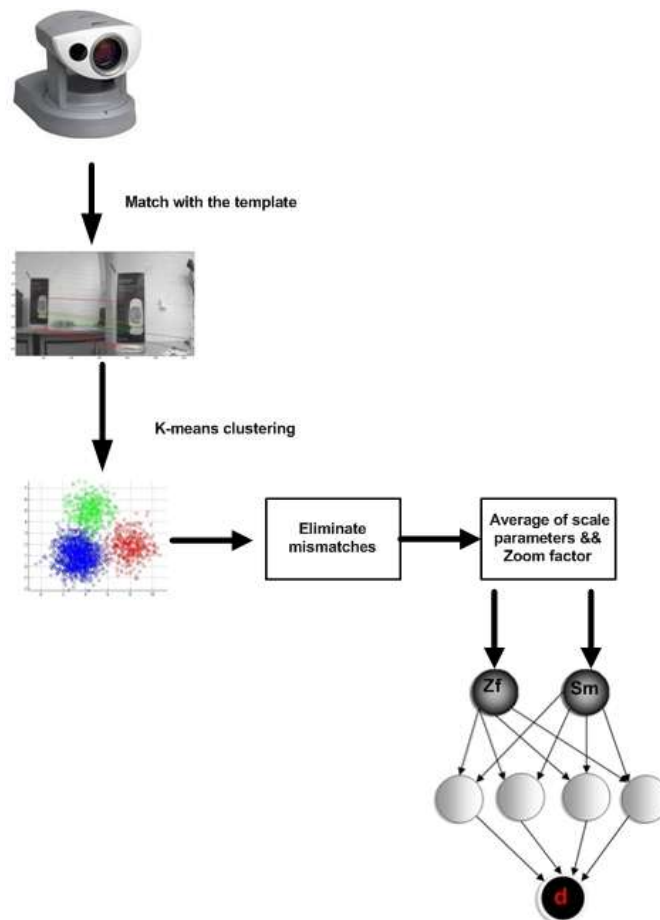 Match with the template
K-means clustering
Eliminate
mismatches
Average of scale
parameters &&
Zoom factor
Zf
Sm
d